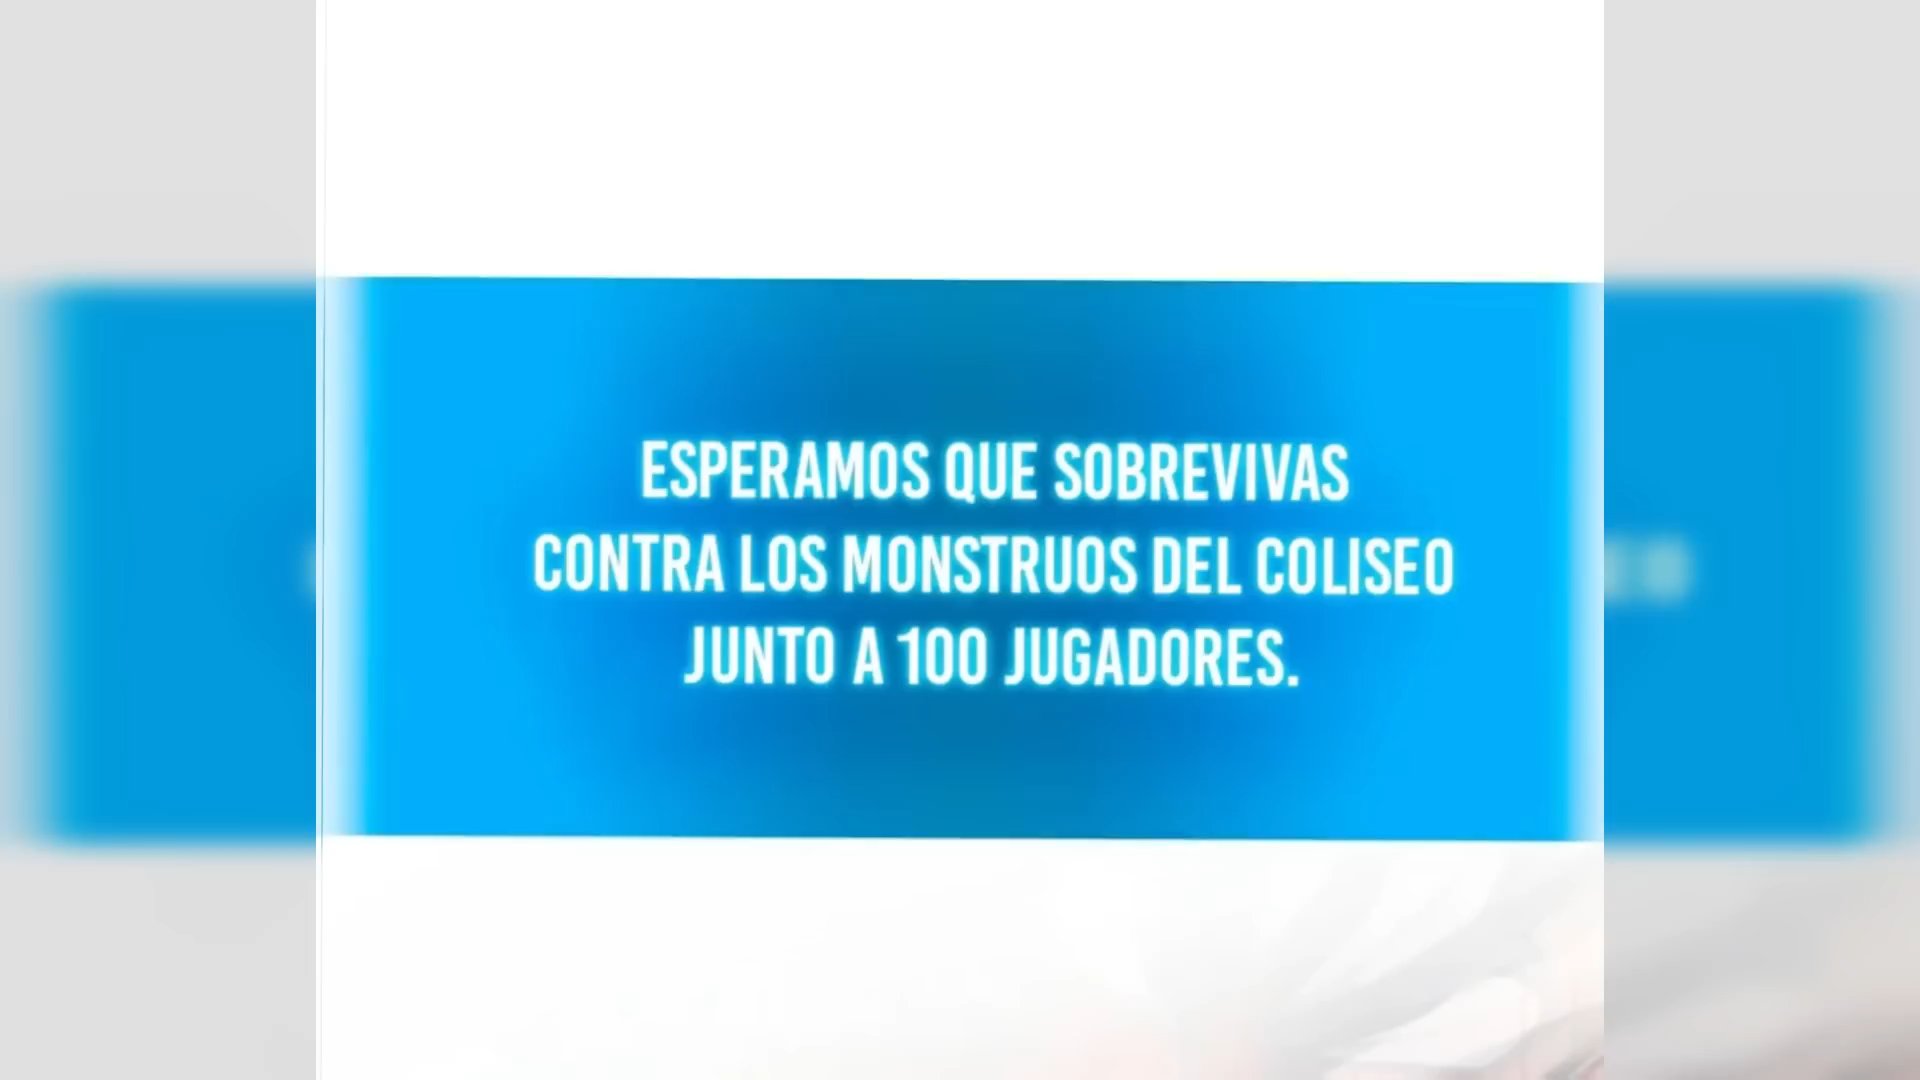 ESPERAMOS QUE SOBREVIVAS
CONTRA LOS MONSTRUOS DEL COLISEO
JUNTO A 100 JUGADORES.